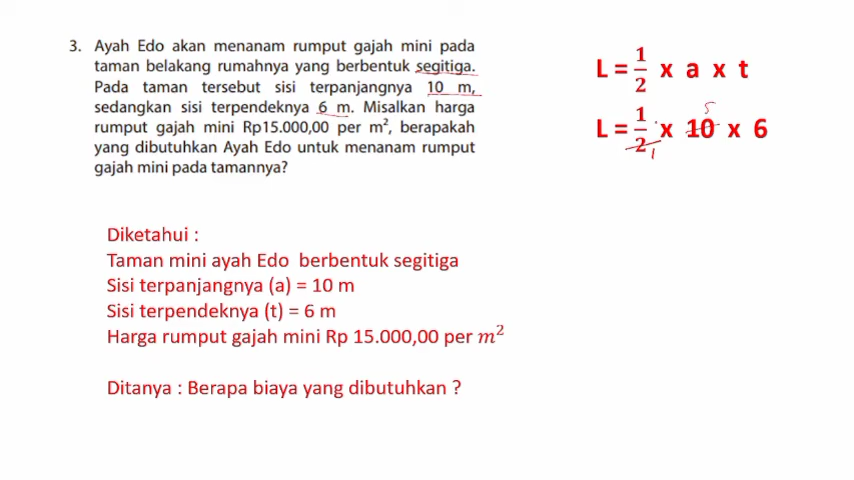 3. Ayah Edo akan menanam rumput gajah mini pada
taman belakang rumahnya yang berbentuk segitiga.
Pada taman tersebut sisi terpanjangnya 10 m,
sedangkan sisi terpendeknya 6 m. Misalkan harga
rumput gajah mini Rp15.000,00 per m², berapakah
yang dibutuhkan Ayah Edo untuk menanam rumput
gajah mini pada tamannya?
L = 1/2 x a x t
5
L = 1/2 x 10 x 6
1
Diketahui :
Taman mini ayah Edo berbentuk segitiga
Sisi terpanjangnya (a) = 10 m
Sisi terpendeknya (t) = 6 m
Harga rumput gajah mini Rp 15.000,00 per m²
Ditanya : Berapa biaya yang dibutuhkan ?